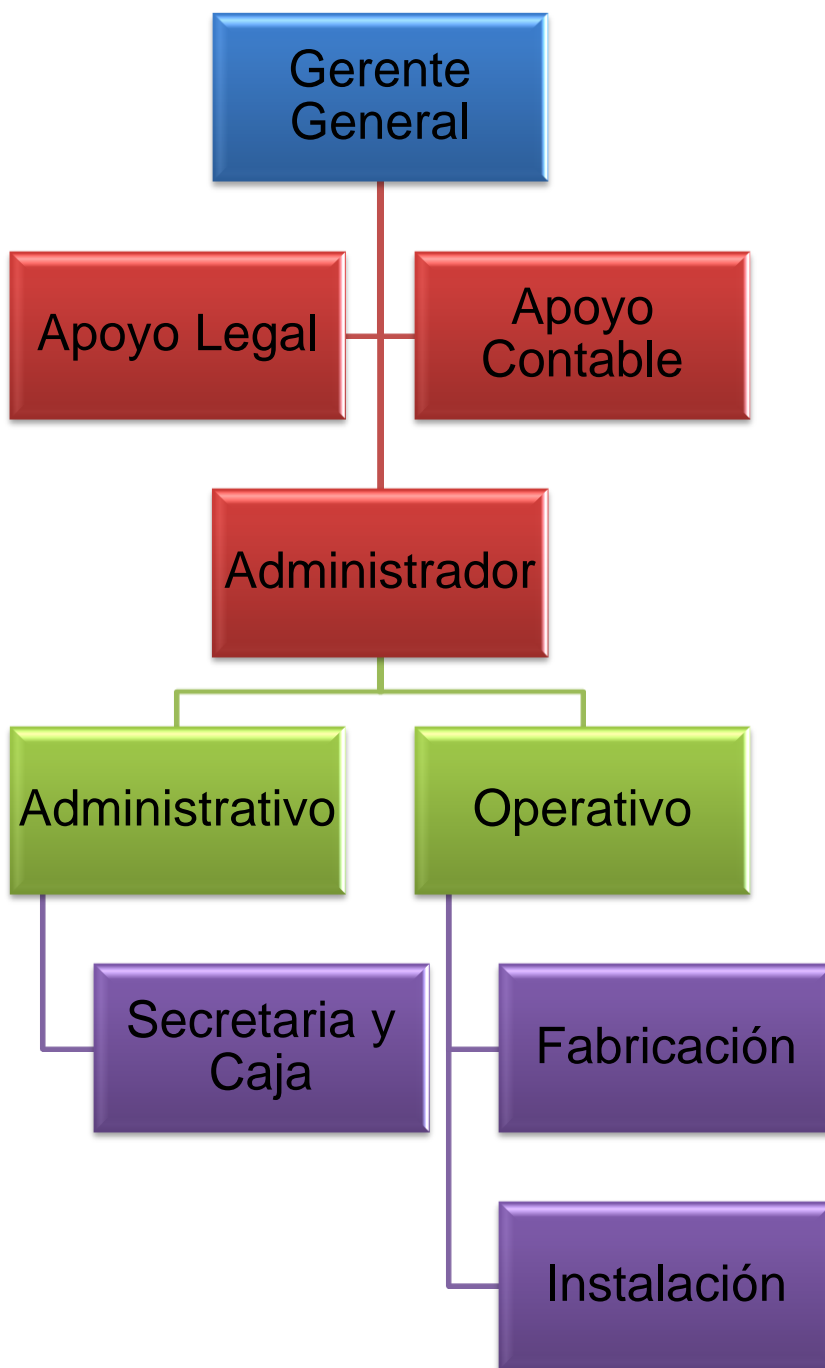 Gerente
General
Apoyo Legal
Apoyo
Contable
Administrador
Administrativo
Operativo
Secretaria y
Caja
Fabricación
Instalación